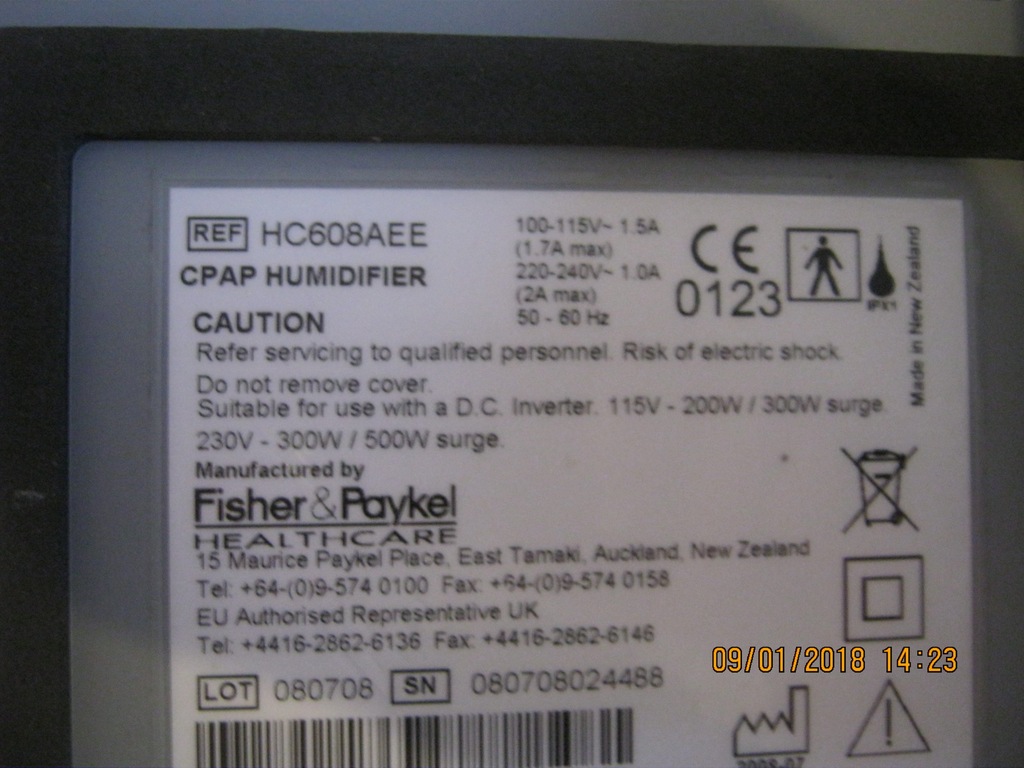 REF HC608AEE
CPAP HUMIDIFIER
100-115V~ 1.5A
(1.7A max)
220-240V~ 1.0A
(2A max)
50 - 60 Hz
CE
0123
IPX1
Made in New Zealand
CAUTION
Refer servicing to qualified personnel. Risk of electric shock.
Do not remove cover.
Suitable for use with a D.C. Inverter. 115V - 200W / 300W surge.
230V - 300W / 500W surge.
Manufactured by
Fisher & Paykel
HEALTHCARE
15 Maurice Paykel Place, East Tamaki, Auckland, New Zealand
Tel: +64-(0)9-574 0100 Fax: +64-(0)9-574 0158
EU Authorised Representative UK
Tel: +4416-2862-6136 Fax: +4416-2862-6146
09/01/2018 14:23
LOT 080708 SN 080708024488